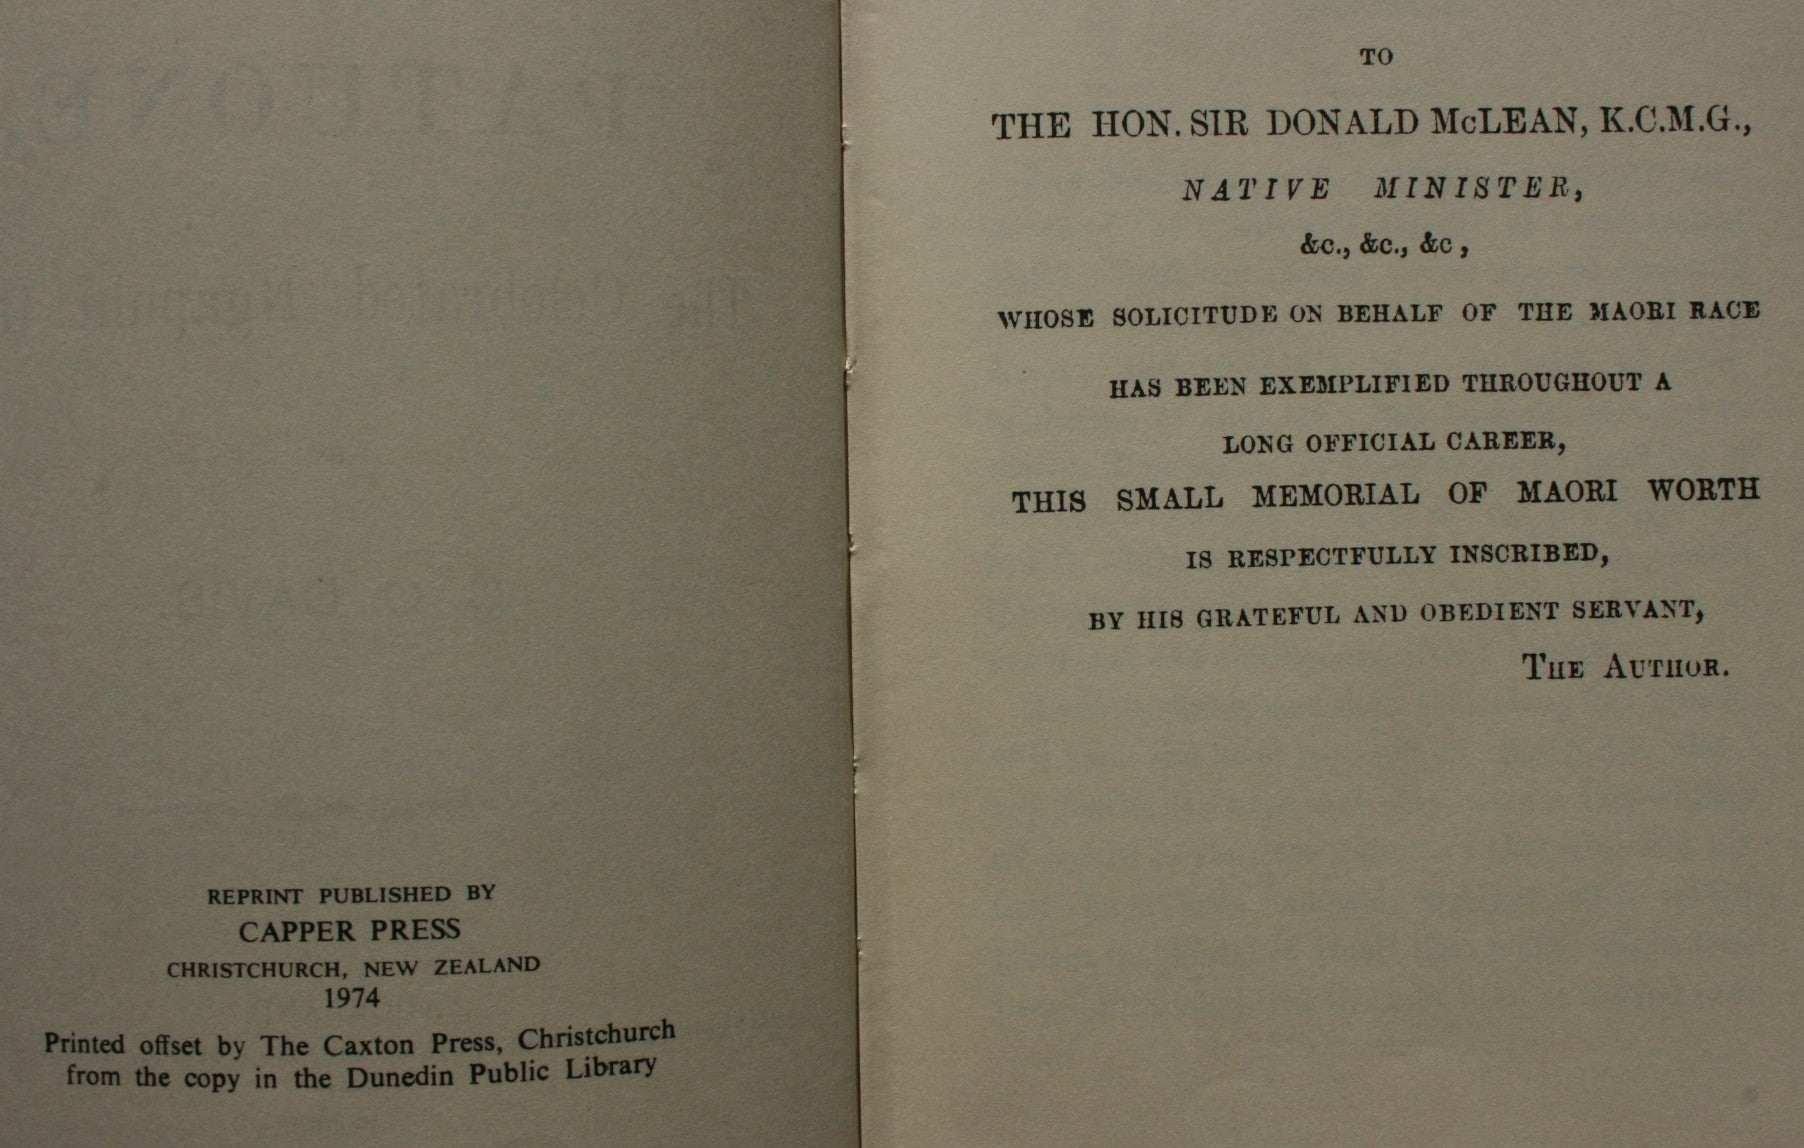 REPRINT PUBLISHED BY
CAPPER PRESS
CHRISTCHURCH, NEW ZEALAND
1974
Printed offset by The Caxton Press, Christchurch
from the copy in the Dunedin Public Library
TO
THE HON. SIR DONALD McLEAN, K.C.M.G.,
NATIVE MINISTER,
&c., &c., &c,
WHOSE SOLICITUDE ON BEHALF OF THE MAORI RACE
HAS BEEN EXEMPLIFIED THROUGHOUT A
LONG OFFICIAL CAREER,
THIS SMALL MEMORIAL OF MAORI WORTH
IS RESPECTFULLY INSCRIBED,
BY HIS GRATEFUL AND OBEDIENT SERVANT,
THE AUTHOR.